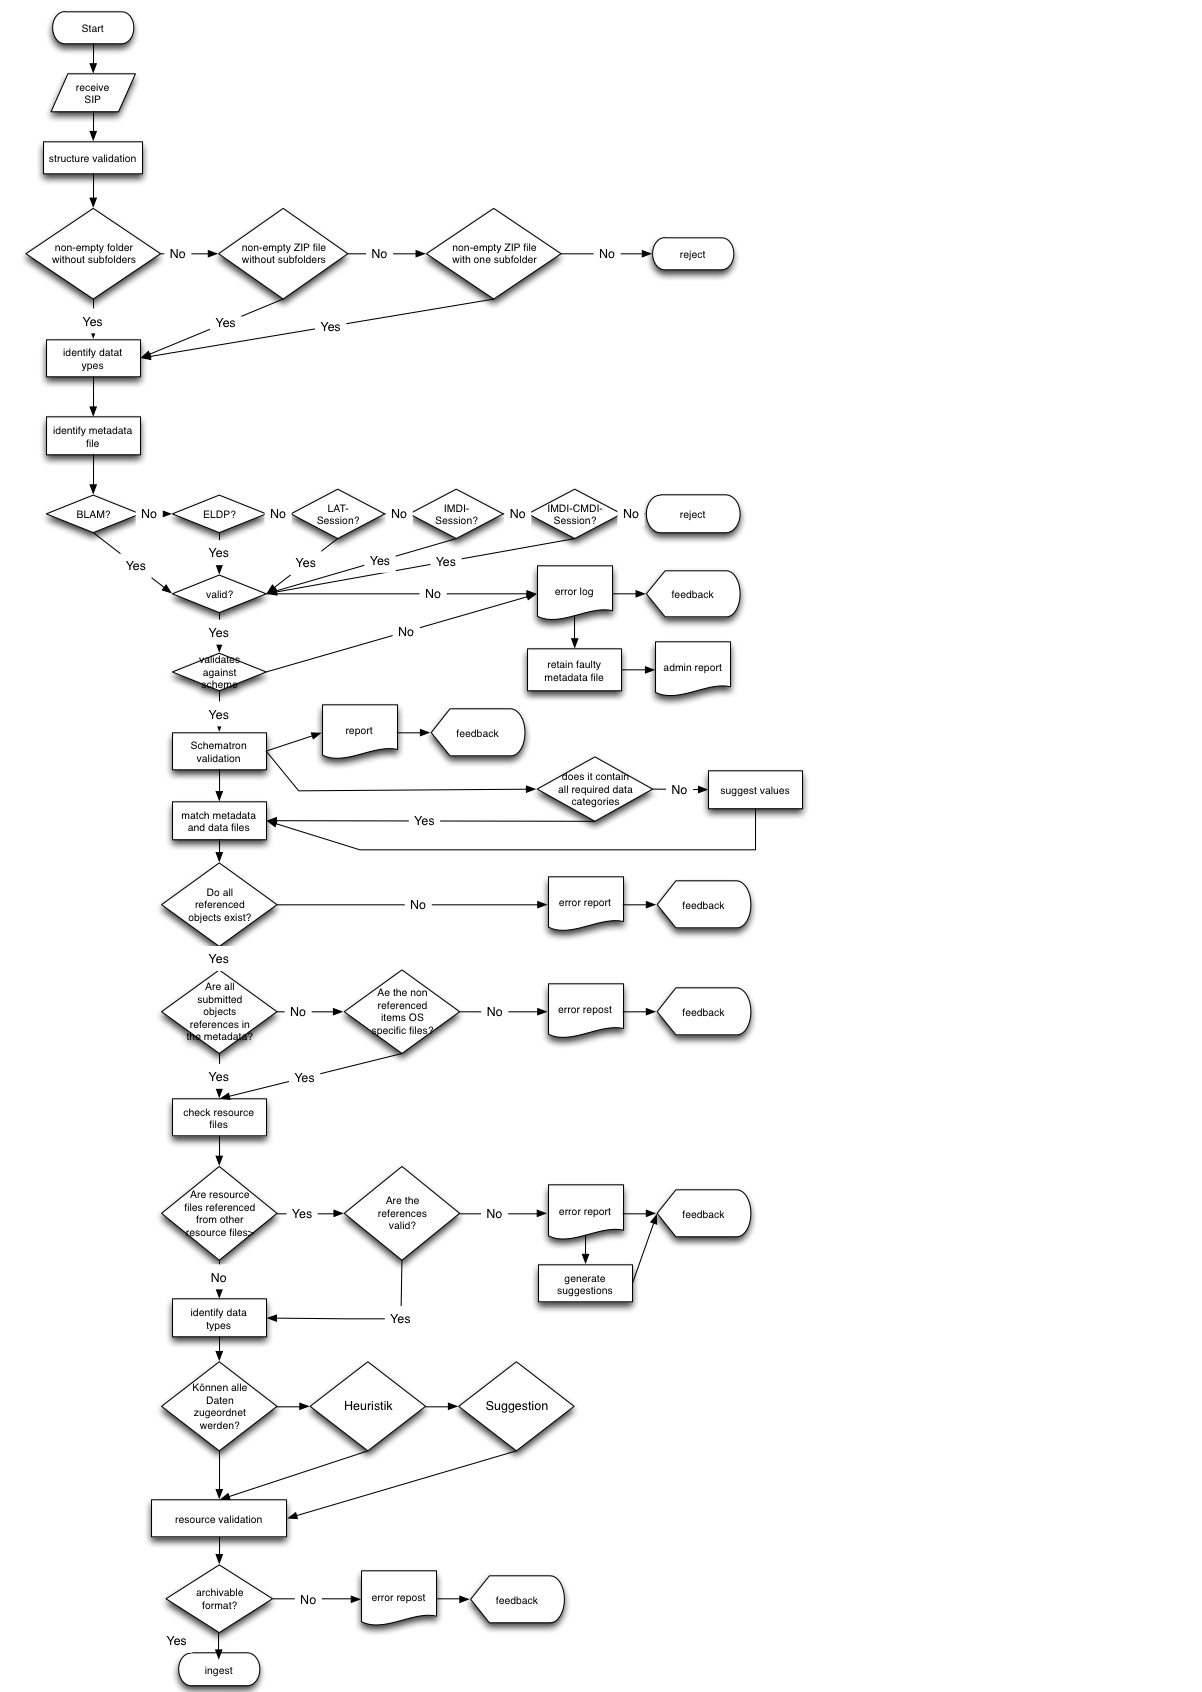 Start
receive
SIP
structure validation
non-empty folder
without subfolders
No
non-empty ZIP file
without subfolders
No
non-empty ZIP file
with one subfolder
No
reject
Yes
Yes
Yes
identify datat
ypes
identify metadata
file
BLAM?
No
ELDP?
No
LAT-
Session?
No
IMDI-
Session?
No
IMDI-CMDI-
Session?
No
reject
Yes
Yes
Yes
Yes
Yes
valid?
No
error log
feedback
Yes
No
validates
against
schema
retain faulty
metadata file
admin report
Yes
Schematron
validation
report
feedback
does it contain
all required data
categories
No
suggest values
match metadata
and data files
Yes
Do all
referenced
objects exist?
No
error report
feedback
Yes
Are all
submitted
objects
references in
the metadata?
No
Ae the non
referenced
items OS
specific files?
No
error repost
feedback
Yes
Yes
check resource
files
Are resource
files referenced
from other
resource files>
Yes
Are the
references
valid?
No
error report
feedback
No
generate
suggestions
identify data
types
Yes
Können alle
Daten
zugeordnet
werden?
Heuristik
Suggestion
resource validation
archivable
format?
No
error repost
feedback
Yes
ingest